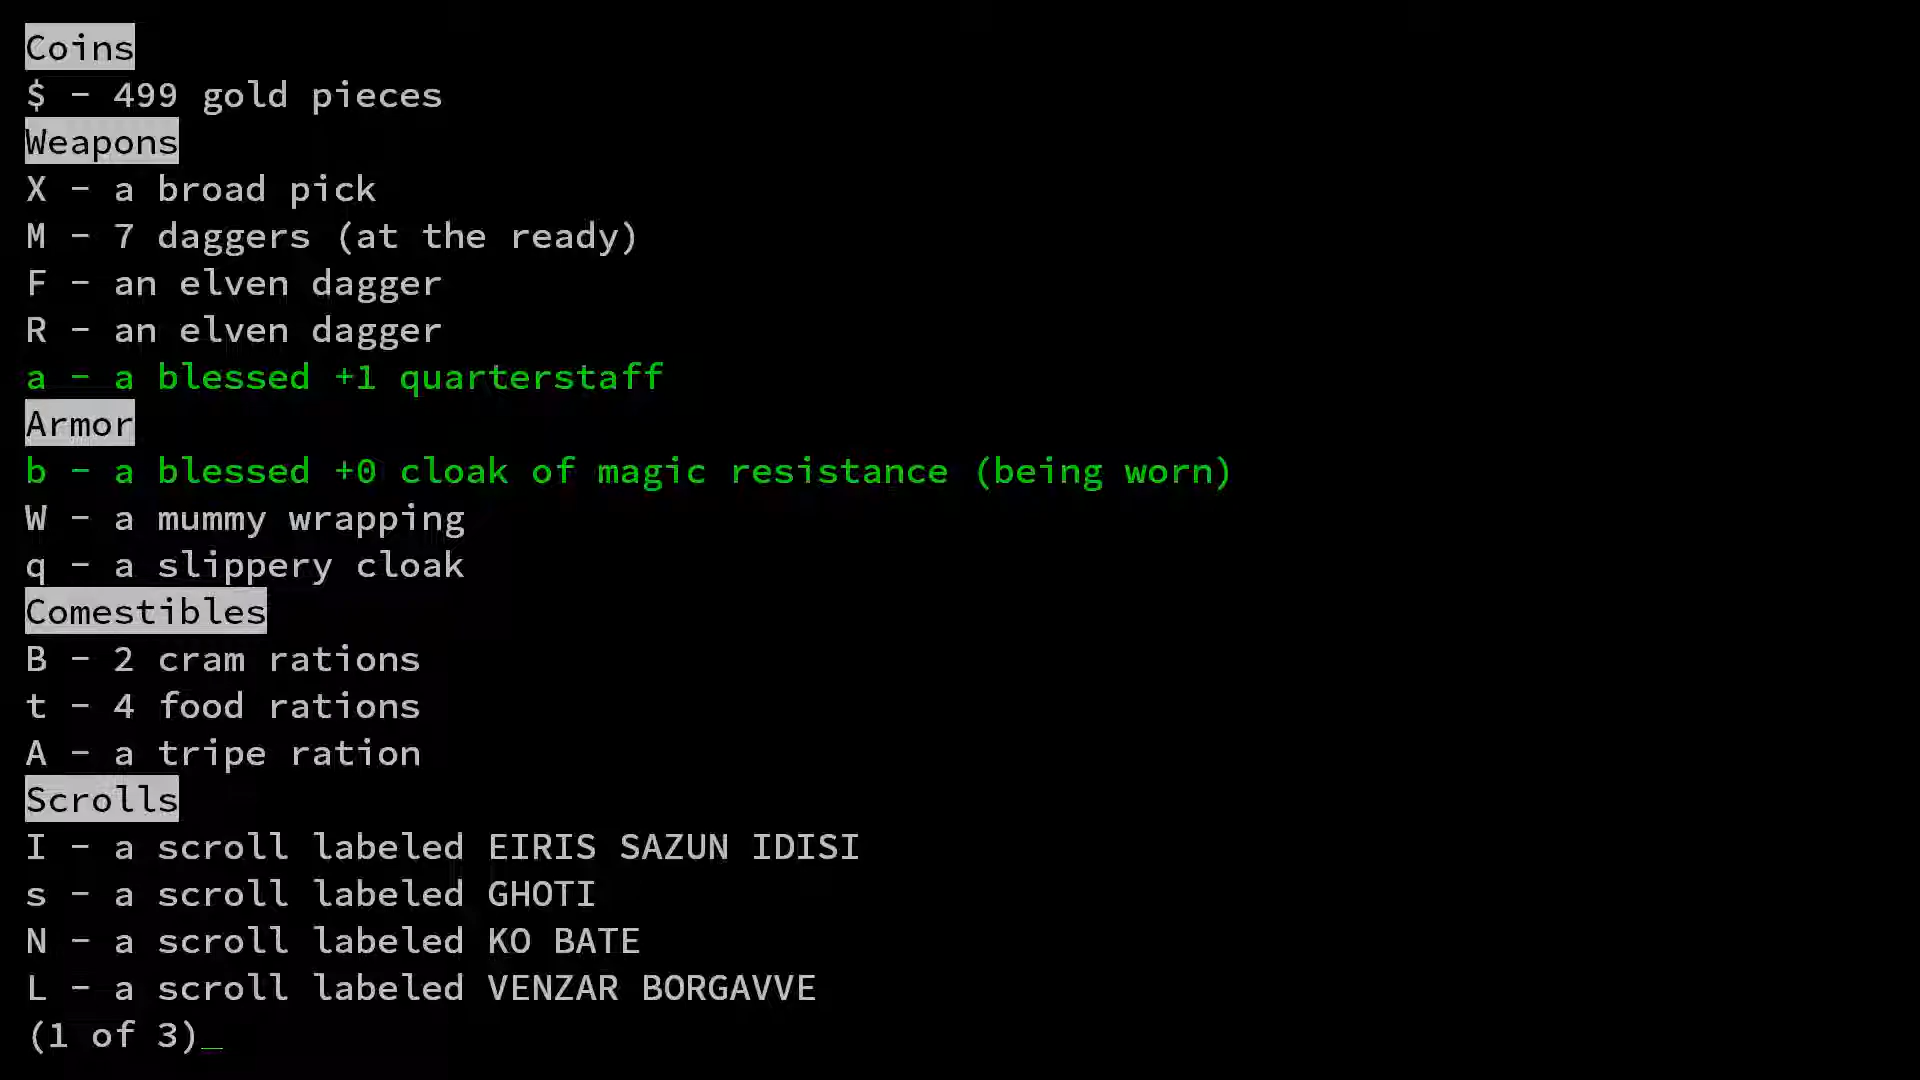 Coins
$ - 499 gold pieces
Weapons
X - a broad pick
M - 7 daggers (at the ready)
F - an elven dagger
R - an elven dagger
a - a blessed +1 quarterstaff
Armor
b - a blessed +0 cloak of magic resistance (being worn)
W - a mummy wrapping
q - a slippery cloak
Comestibles
B - 2 cram rations
t - 4 food rations
A - a tripe ration
Scrolls
I - a scroll labeled EIRIS SAZUN IDISI
s - a scroll labeled GHOTI
N - a scroll labeled KO BATE
L - a scroll labeled VENZAR BORGAVVE
(1 of 3)_